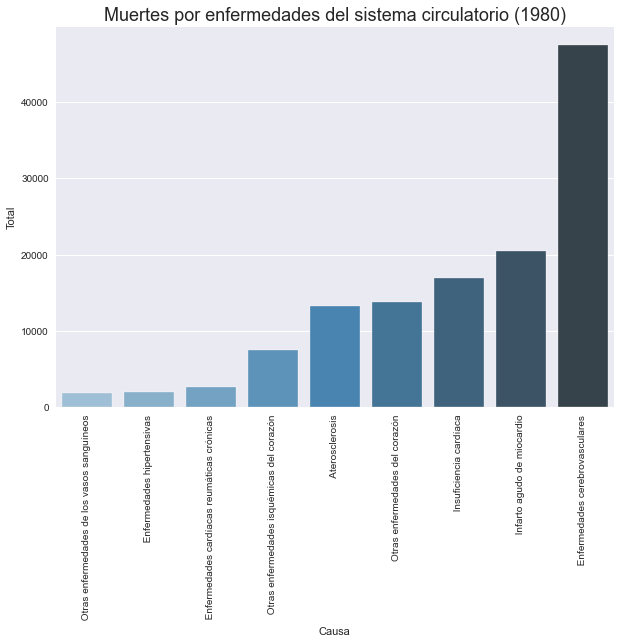 Muertes por enfermedades del sistema circulatorio (1980)
Total
40000
30000
20000
10000
0
Otras enfermedades de los vasos sanguíneos
Enfermedades hipertensivas
Enfermedades cardíacas reumáticas crónicas
Otras enfermedades isquémicas del corazón
Aterosclerosis
Otras enfermedades del corazón
Insuficiencia cardíaca
Infarto agudo de miocardio
Enfermedades cerebrovasculares
Causa